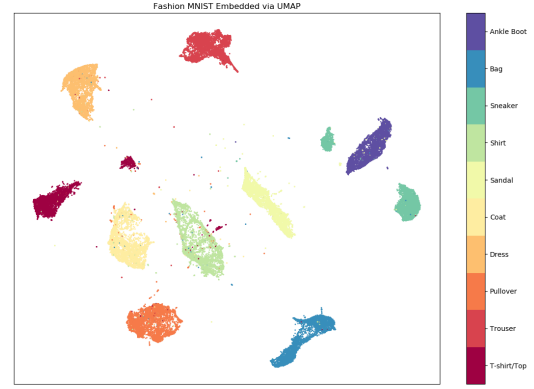 Fashion MNIST Embedded via UMAP
Ankle Boot
Bag
Sneaker
Shirt
Sandal
Coat
Dress
Pullover
Trouser
T-shirt/Top